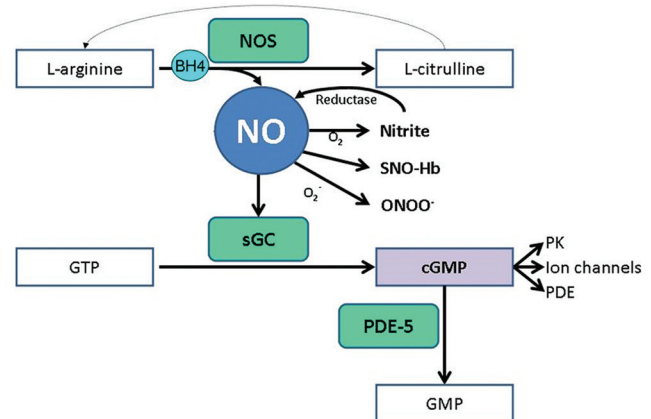 NOS
L-arginine
BH4
L-citrulline
Reductase
NO
O2
Nitrite
SNO-Hb
O2-
ONOO-
sGC
GTP
cGMP
PK
Ion channels
PDE
PDE-5
GMP